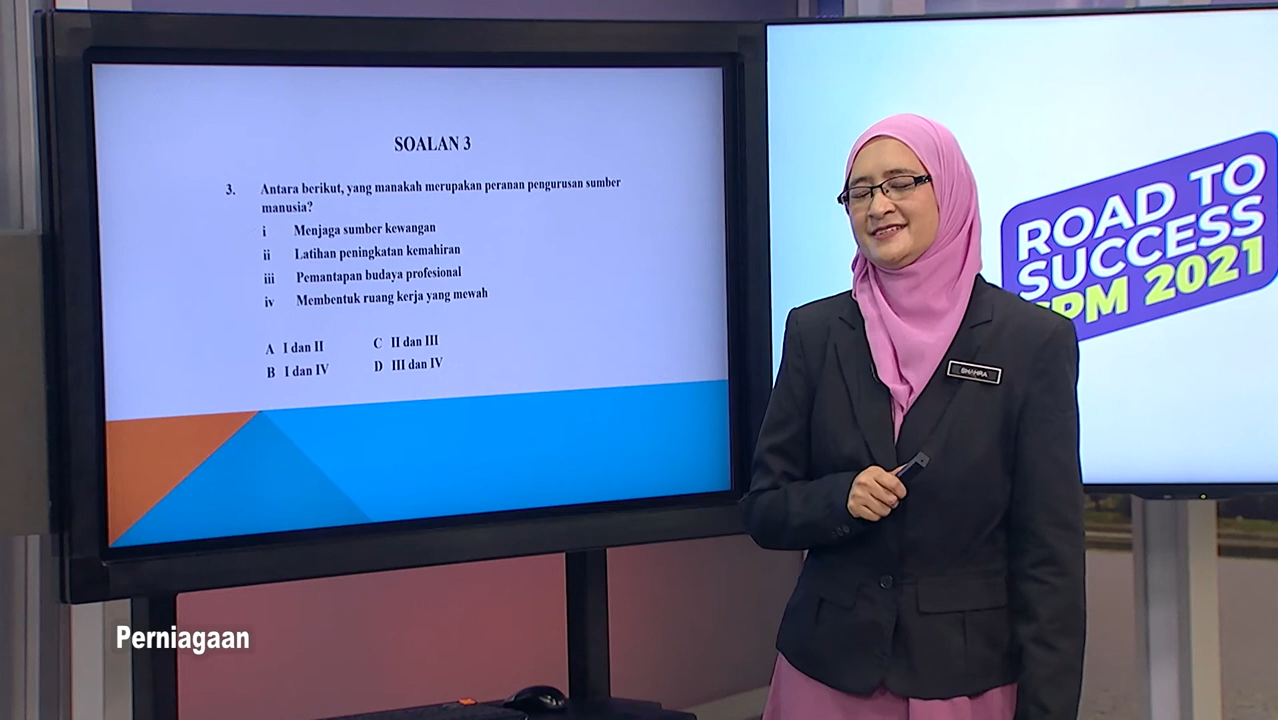 SOALAN 3
3. Antara berikut, yang manakah merupakan peranan pengurusan sumber
manusia?
i Menjaga sumber kewangan
ii Latihan peningkatan kemahiran
iii Pemantapan budaya profesional
iv Membentuk ruang kerja yang mewah
A I dan II C II dan III
B I dan IV D III dan IV
ROAD TO
SUCCESS
SPM 2021
SHAHRA
Perniagaan